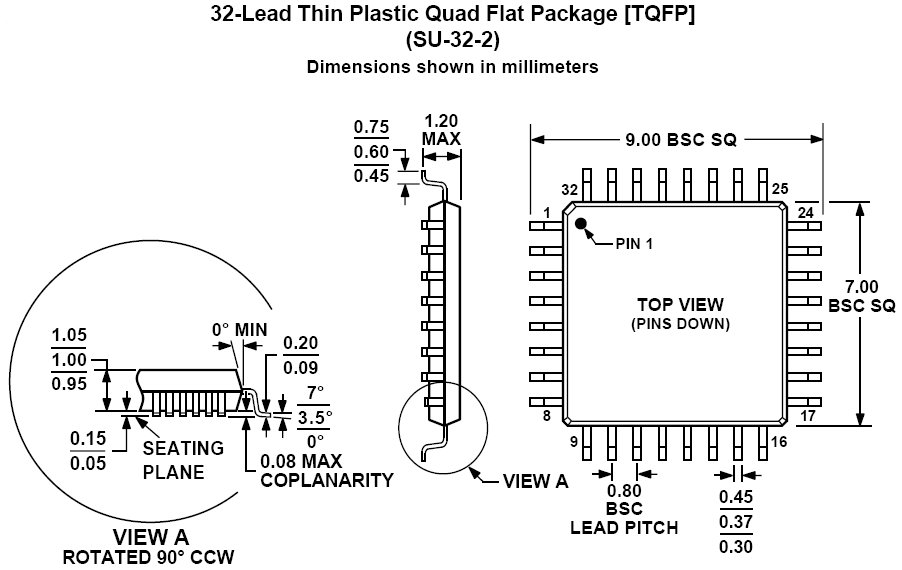 32-Lead Thin Plastic Quad Flat Package [TQFP]
(SU-32-2)
Dimensions shown in millimeters
0.75
0.60
0.45
1.20
MAX
9.00 BSC SQ
32
25
1
24
PIN 1
TOP VIEW
(PINS DOWN)
7.00
BSC SQ
8
17
9
16
0.80
BSC
LEAD PITCH
0.45
0.37
0.30
VIEW A
1.05
1.00
0.95
0° MIN
0.20
0.09
7°
3.5°
0°
0.15
0.05
SEATING
PLANE
0.08 MAX
COPLANARITY
VIEW A
ROTATED 90° CCW